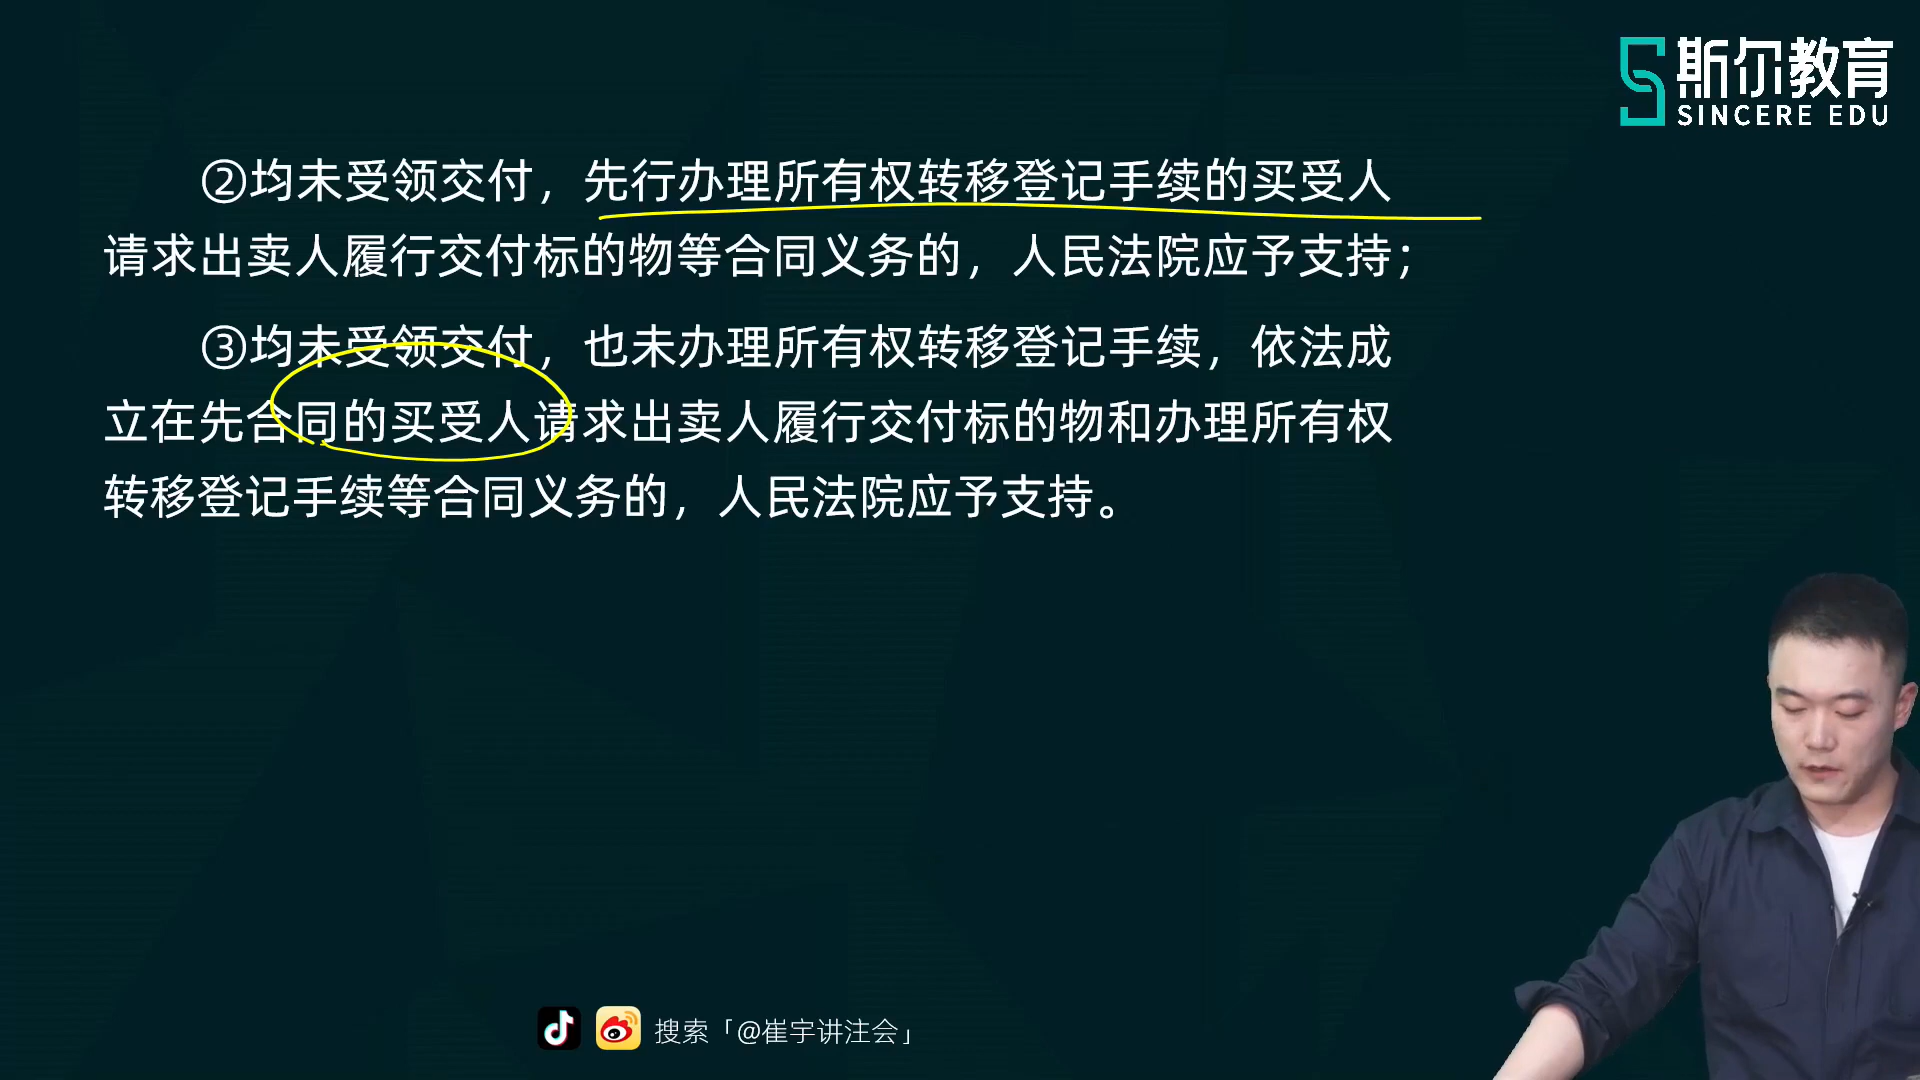 斯尔教育
SINCERE EDU
②均未受领交付，先行办理所有权转移登记手续的买受人
请求出卖人履行交付标的物等合同义务的，人民法院应予支持；
③均未受领交付，也未办理所有权转移登记手续，依法成
立在先合同的买受人请求出卖人履行交付标的物和办理所有权
转移登记手续等合同义务的，人民法院应予支持。
搜索「@崔宇讲注会」